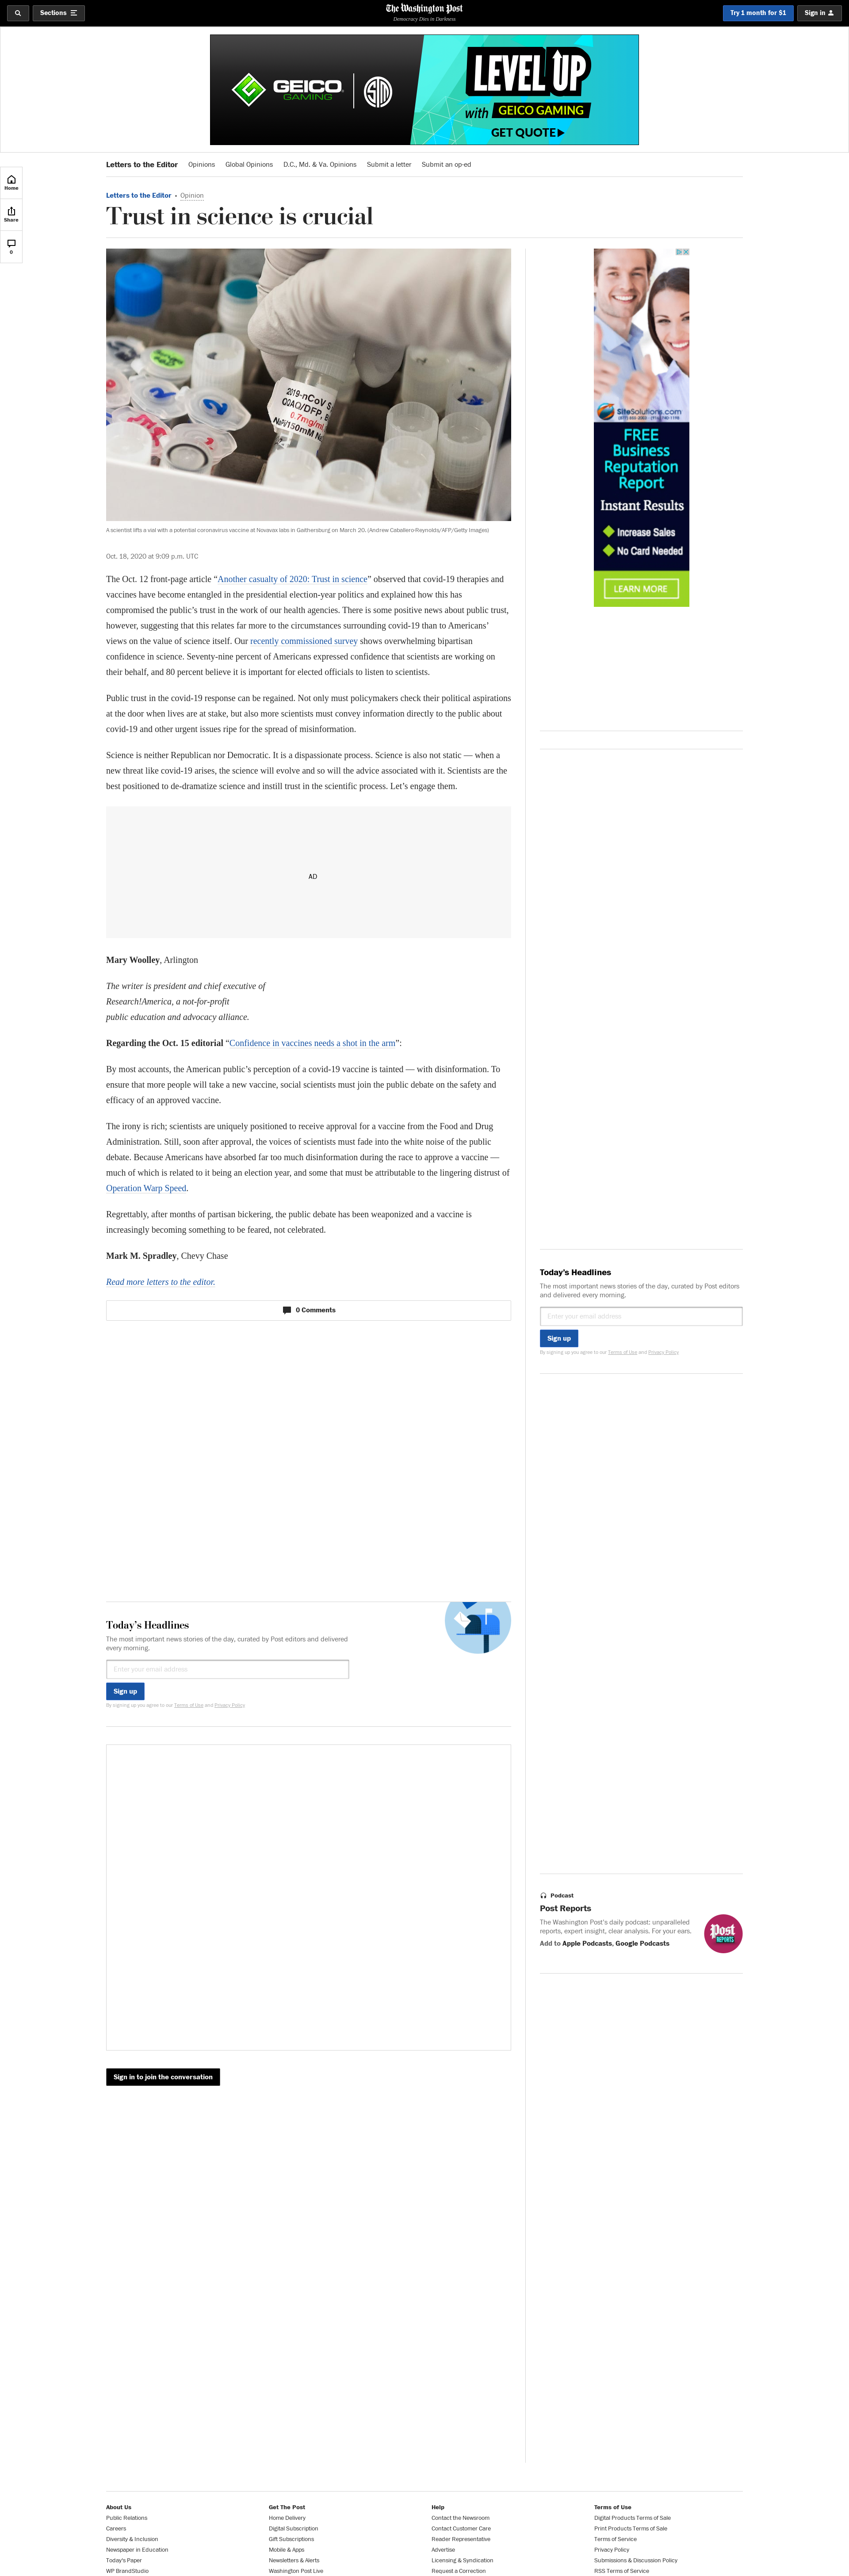 Sections
The Washington Post
Democracy Dies in Darkness
Try 1 month for $1
Sign in
GEICO
GAMING
TSM
LEVEL UP
with GEICO GAMING
GET QUOTE
Letters to the Editor
Opinions
Global Opinions
D.C., Md. & Va. Opinions
Submit a letter
Submit an op-ed
Home
Share
0
Letters to the Editor • Opinion
Trust in science is crucial
2019-nCoV S
0.7mg/ml
A scientist lifts a vial with a potential coronavirus vaccine at Novavax labs in Gaithersburg on March 20. (Andrew Caballero-Reynolds/AFP/Getty Images)
Oct. 18, 2020 at 9:09 p.m. UTC
The Oct. 12 front-page article “Another casualty of 2020: Trust in science” observed that covid-19 therapies and
vaccines have become entangled in the presidential election-year politics and explained how this has
compromised the public’s trust in the work of our health agencies. There is some positive news about public trust,
however, suggesting that this relates far more to the circumstances surrounding covid-19 than to Americans’
views on the value of science itself. Our recently commissioned survey shows overwhelming bipartisan
confidence in science. Seventy-nine percent of Americans expressed confidence that scientists are working on
their behalf, and 80 percent believe it is important for elected officials to listen to scientists.
Public trust in the covid-19 response can be regained. Not only must policymakers check their political aspirations
at the door when lives are at stake, but also more scientists must convey information directly to the public about
covid-19 and other urgent issues ripe for the spread of misinformation.
Science is neither Republican nor Democratic. It is a dispassionate process. Science is also not static — when a
new threat like covid-19 arises, the science will evolve and so will the advice associated with it. Scientists are the
best positioned to de-dramatize science and instill trust in the scientific process. Let’s engage them.
AD
Mary Woolley, Arlington
The writer is president and chief executive of
Research!America, a not-for-profit
public education and advocacy alliance.
Regarding the Oct. 15 editorial “Confidence in vaccines needs a shot in the arm”:
By most accounts, the American public’s perception of a covid-19 vaccine is tainted — with disinformation. To
ensure that more people will take a new vaccine, social scientists must join the public debate on the safety and
efficacy of an approved vaccine.
The irony is rich; scientists are uniquely positioned to receive approval for a vaccine from the Food and Drug
Administration. Still, soon after approval, the voices of scientists must fade into the white noise of the public
debate. Because Americans have absorbed far too much disinformation during the race to approve a vaccine —
much of which is related to it being an election year, and some that must be attributable to the lingering distrust of
Operation Warp Speed.
Regrettably, after months of partisan bickering, the public debate has been weaponized and a vaccine is
increasingly becoming something to be feared, not celebrated.
Mark M. Spradley, Chevy Chase
Read more letters to the editor.
0 Comments
Today’s Headlines
The most important news stories of the day, curated by Post editors and delivered
every morning.
Enter your email address
Sign up
By signing up you agree to our Terms of Use and Privacy Policy
Sign in to join the conversation
SiteSolutions.com
FREE
Business
Reputation
Report
Instant Results
Increase Sales
No Card Needed
LEARN MORE
Today’s Headlines
The most important news stories of the day, curated by Post editors
and delivered every morning.
Enter your email address
Sign up
By signing up you agree to our Terms of Use and Privacy Policy
Podcast
Post Reports
The Washington Post’s daily podcast: unparalleled
reports, expert insight, clear analysis. For your ears.
Add to Apple Podcasts, Google Podcasts
Post
REPORTS
About Us
Public Relations
Careers
Diversity & Inclusion
Newspaper in Education
Today’s Paper
WP BrandStudio
Get The Post
Home Delivery
Digital Subscription
Gift Subscriptions
Mobile & Apps
Newsletters & Alerts
Washington Post Live
Help
Contact the Newsroom
Contact Customer Care
Reader Representative
Advertise
Licensing & Syndication
Request a Correction
Terms of Use
Digital Products Terms of Sale
Print Products Terms of Sale
Terms of Service
Privacy Policy
Submissions & Discussion Policy
RSS Terms of Service